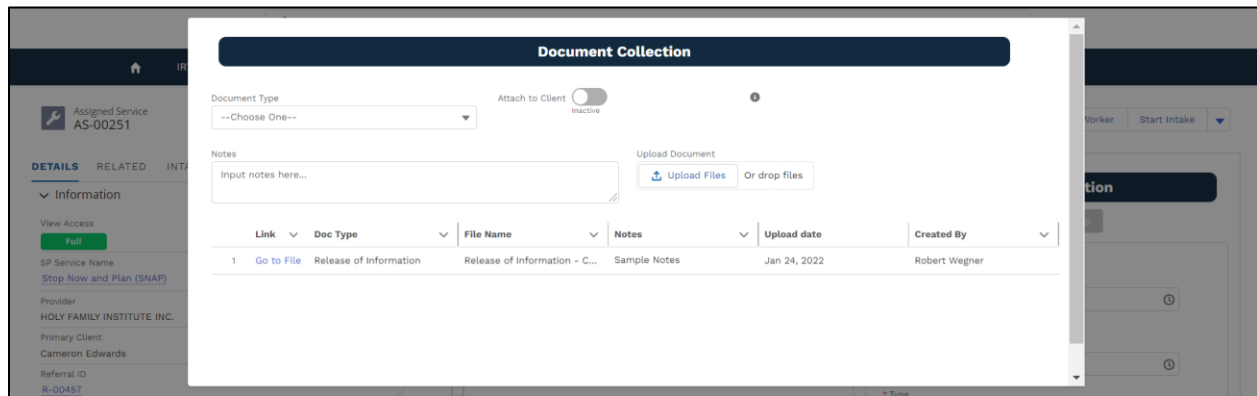 Document Collection
IR
Assigned Service
AS-00251
Document Type
Attach to Client
--Choose One--
Inactive
Worker
Start Intake
DETAILS RELATED INTA
Notes
Upload Document
Input notes here...
Upload Files Or drop files
Information
tion
View Access
Full
Link Doc Type File Name Notes Upload date Created By
1 Go to File Release of Information Release of Information - C... Sample Notes Jan 24, 2022 Robert Wegner
SP Service Name
Stop Now and Plan (SNAP)
Provider
HOLY FAMILY INSTITUTE INC.
Primary Client
Cameron Edwards
Referral ID
R-00457
* Type